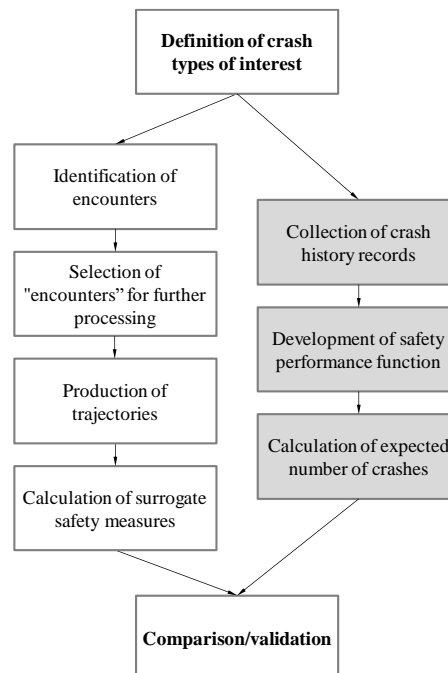 Definition of crash
types of interest
Identification of
encounters
Selection of
"encounters” for further
processing
Production of
trajectories
Calculation of surrogate
safety measures
Collection of crash
history records
Development of safety
performance function
Calculation of expected
number of crashes
Comparison/validation